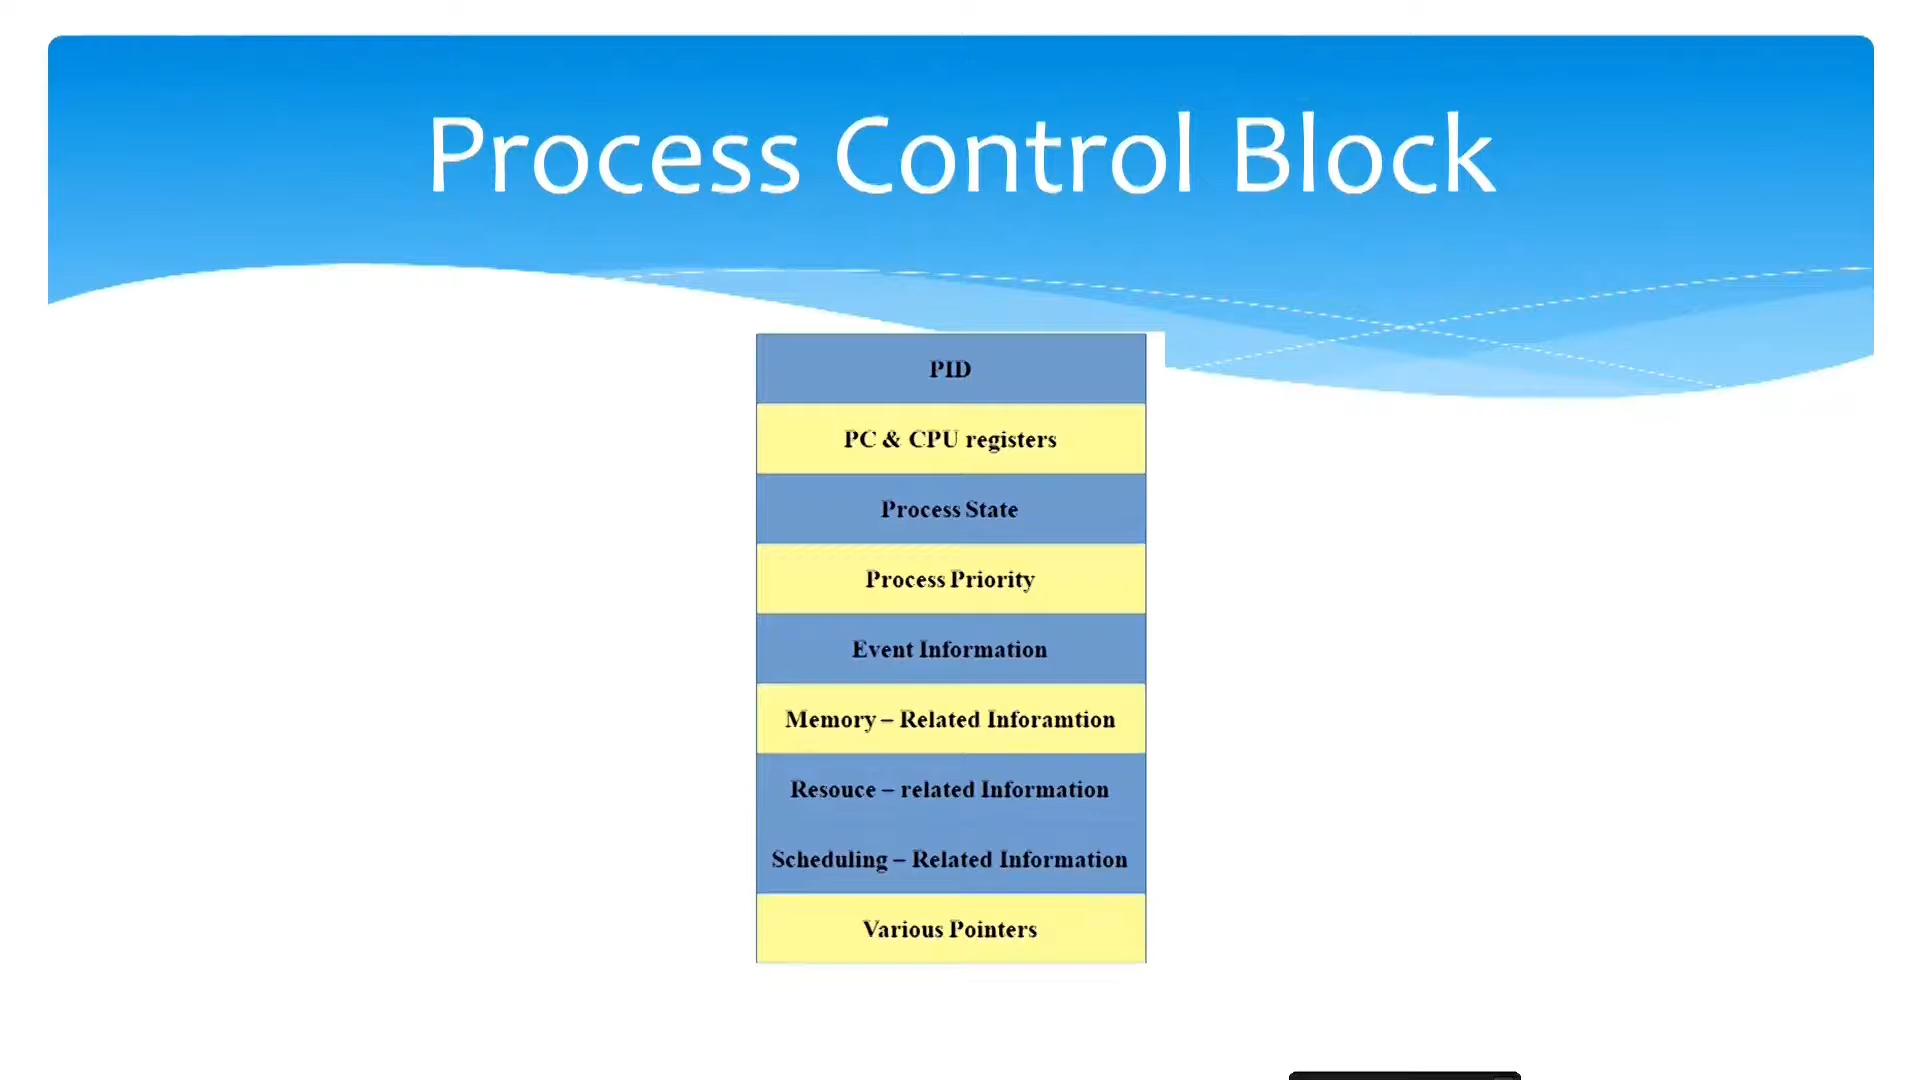 Process Control Block
PID
PC & CPU registers
Process State
Process Priority
Event Information
Memory – Related Inforamtion
Resouce – related Information
Scheduling – Related Information
Various Pointers